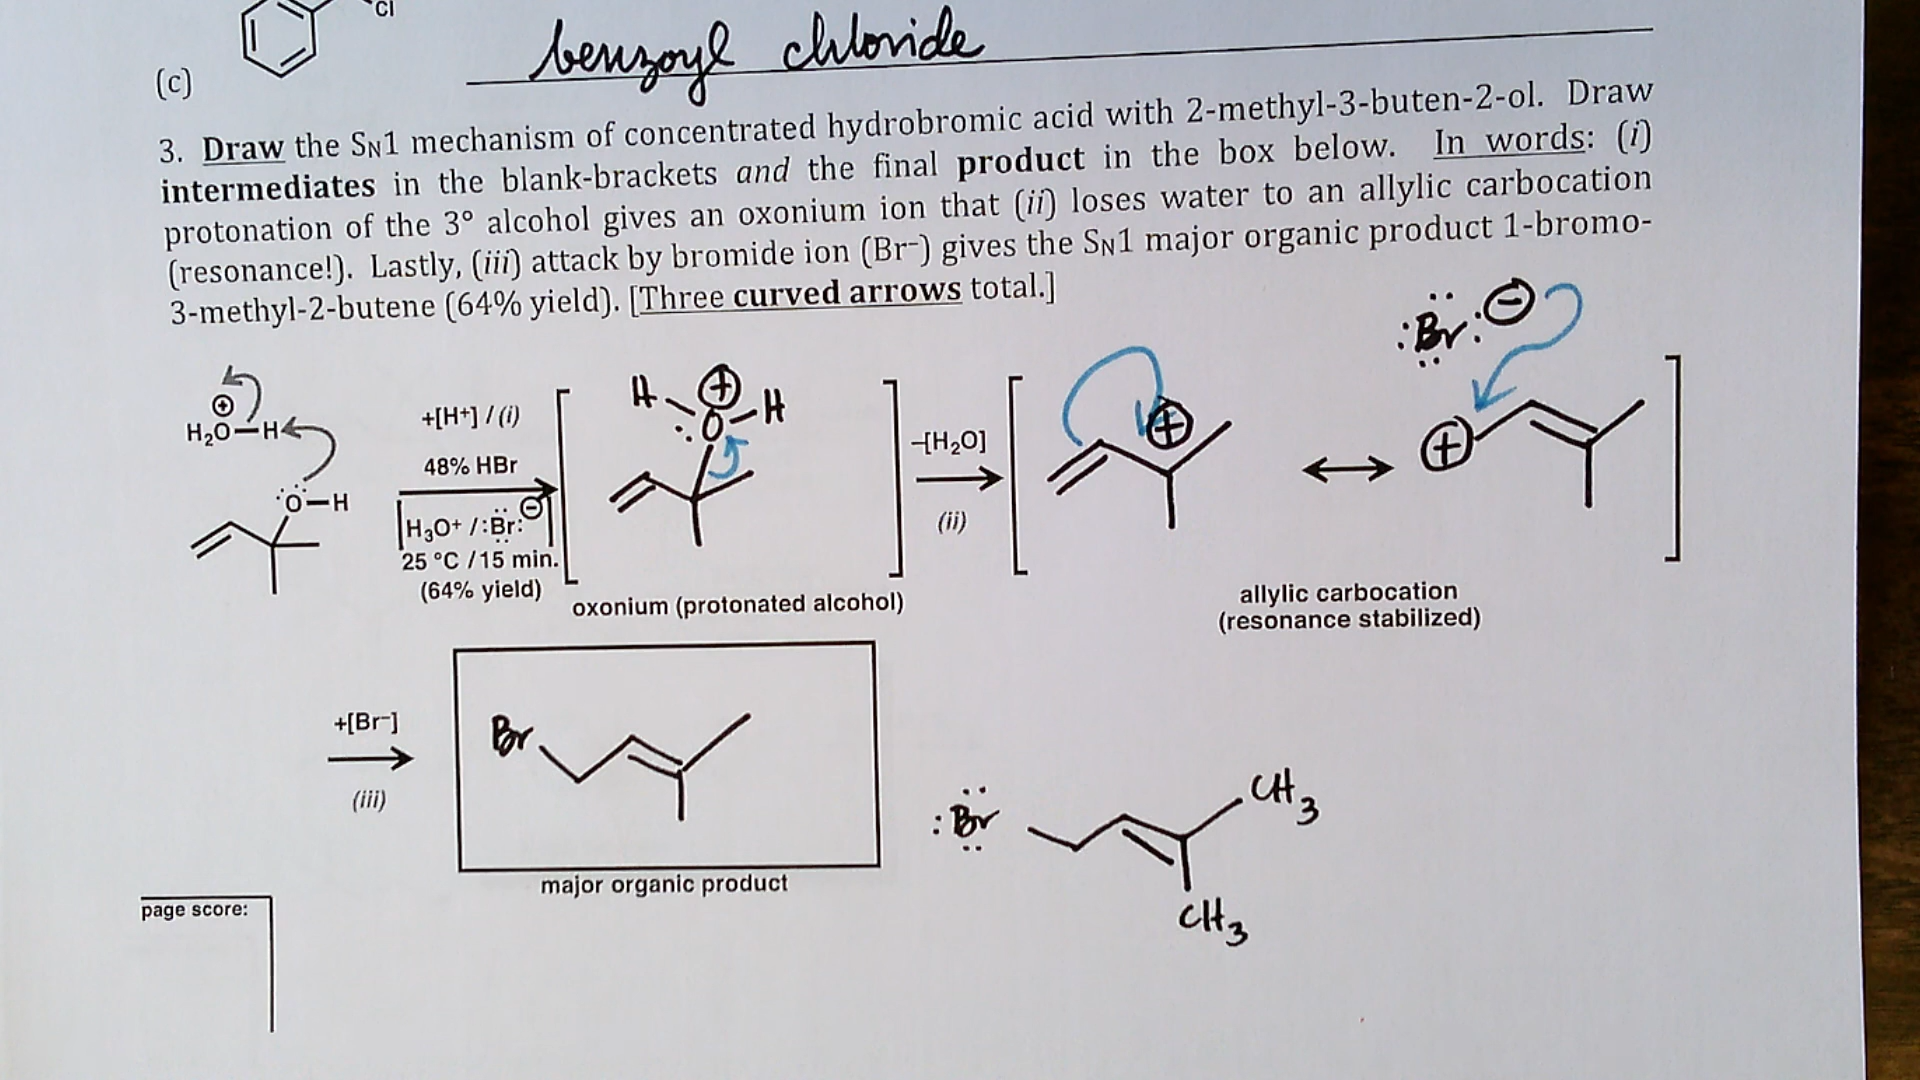 Cl
(c) benzoyl chloride
3. Draw the SN1 mechanism of concentrated hydrobromic acid with 2-methyl-3-buten-2-ol. Draw
intermediates in the blank-brackets and the final product in the box below. In words: (i)
protonation of the 3° alcohol gives an oxonium ion that (ii) loses water to an allylic carbocation
(resonance!). Lastly, (iii) attack by bromide ion (Br–) gives the SN1 major organic product 1-bromo-
3-methyl-2-butene (64% yield). [Three curved arrows total.]
:Br: ⊖
⊕
H2O—H
O—H
+[H+] / (i)
48% HBr
H3O+ /:Br: ⊖
25 °C / 15 min.
(64% yield)
H ⊕ H
:O
oxonium (protonated alcohol)
–[H2O]
(ii)
⊕
⊕
allylic carbocation
(resonance stabilized)
+[Br–]
(iii)
Br
major organic product
:Br
CH3
CH3
page score: